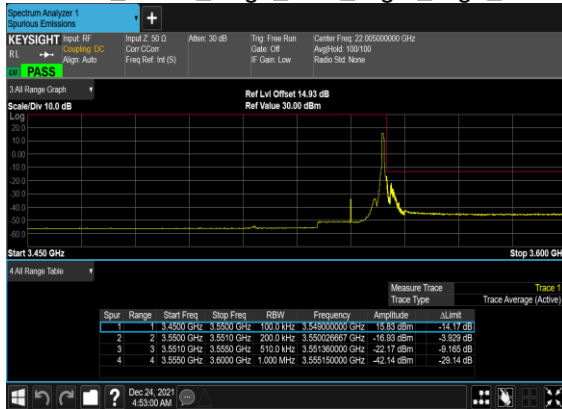 Spectrum Analyzer 1
Spurious Emissions
+
KEYSIGHT Input: RF Input Z: 50 Ω Atten: 30 dB Trig: Free Run Center Freq: 22.005000000 GHz
RL Coupling: DC Corr CCorr Gate: Off Avg|Hold: 100/100
Align: Auto Freq Ref: Int (S) IF Gain: Low Radio Std: None
PASS
3 All Range Graph Ref Lvl Offset 14.93 dB
Scale/Div 10.0 dB Ref Value 30.00 dBm
Log
20.0
10.0
0.00
-10.0
-20.0
-30.0
-40.0
-50.0
-60.0
Start 3.450 GHz Stop 3.600 GH
4 All Range Table
Measure Trace Trace 1
Trace Type Trace Average (Active)
Spur Range Start Freq Stop Freq RBW Frequency Amplitude ΔLimit
1 1 3.4500 GHz 3.5500 GHz 100.0 kHz 3.549000000 GHz 15.83 dBm -14.17 dB
2 2 3.5500 GHz 3.5510 GHz 200.0 kHz 3.550026667 GHz -16.93 dBm -3.929 dB
3 3 3.5510 GHz 3.5550 GHz 510.0 kHz 3.551360000 GHz -22.17 dBm -9.165 dB
4 4 3.5550 GHz 3.6000 GHz 1.000 MHz 3.555150000 GHz -42.14 dBm -29.14 dB
? Dec 24, 2021
4:53:00 AM